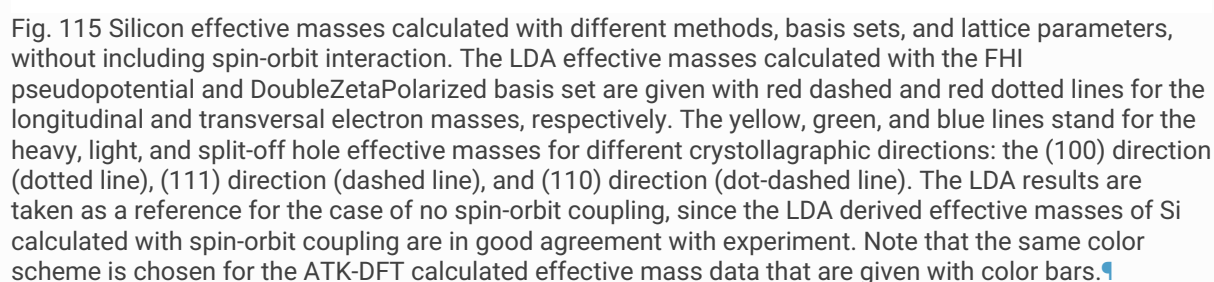 Fig. 115 Silicon effective masses calculated with different methods, basis sets, and lattice parameters,
without including spin-orbit interaction. The LDA effective masses calculated with the FHI
pseudopotential and DoubleZetaPolarized basis set are given with red dashed and red dotted lines for the
longitudinal and transversal electron masses, respectively. The yellow, green, and blue lines stand for the
heavy, light, and split-off hole effective masses for different crystollagraphic directions: the (100) direction
(dotted line), (111) direction (dashed line), and (110) direction (dot-dashed line). The LDA results are
taken as a reference for the case of no spin-orbit coupling, since the LDA derived effective masses of Si
calculated with spin-orbit coupling are in good agreement with experiment. Note that the same color
scheme is chosen for the ATK-DFT calculated effective mass data that are given with color bars.¶